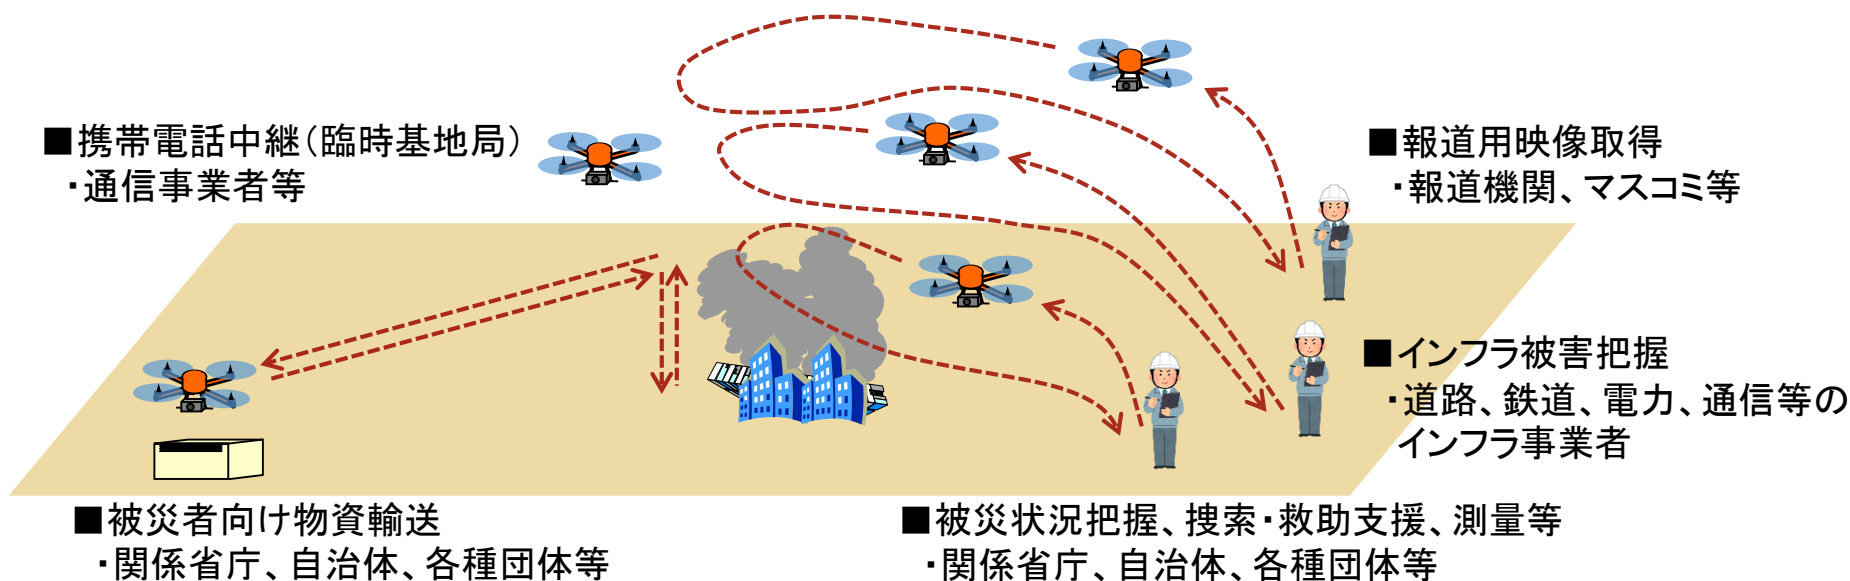 ■携帯電話中継(臨時基地局)
・通信事業者等
■報道用映像取得
・報道機関、マスコミ等
■インフラ被害把握
・道路、鉄道、電力、通信等の
インフラ事業者
■被災者向け物資輸送
・関係省庁、自治体、各種団体等
■被災状況把握、捜索・救助支援、測量等
・関係省庁、自治体、各種団体等